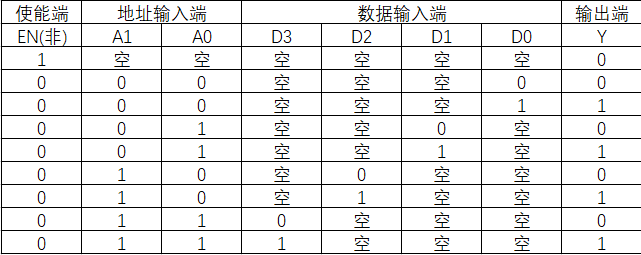 使能端 地址输入端 数据输入端 输出端
EN(非) A1 A0 D3 D2 D1 D0 Y
1 空 空 空 空 空 空 0
0 0 0 空 空 空 0 0
0 0 0 空 空 空 1 1
0 0 1 空 空 0 空 0
0 0 1 空 空 1 空 1
0 1 0 空 0 空 空 0
0 1 0 空 1 空 空 1
0 1 1 0 空 空 空 0
0 1 1 1 空 空 空 1